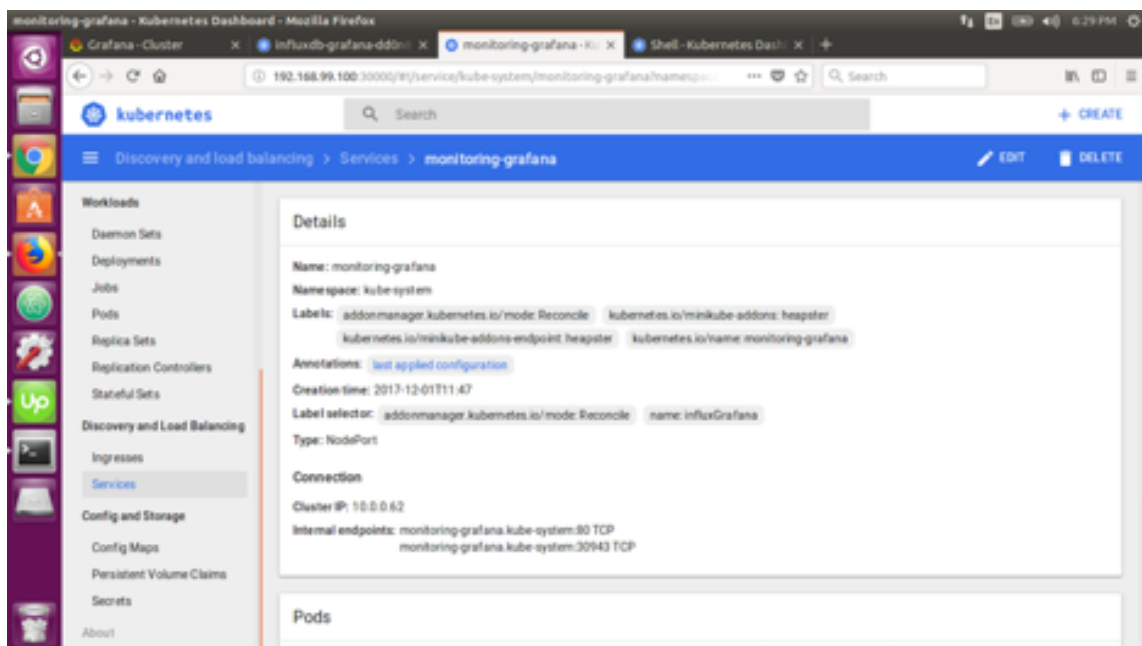 monitoring-grafana - Kubernetes Dashboard - Mozilla Firefox
En
6:29 PM
Grafana - Cluster
influxdb-grafana-dd0n
monitoring-grafana - Ku
Shell - Kubernetes Dash
192.168.99.100:30000/#!/service/kube-system/monitoring-grafana?namespac
Search
kubernetes
Search
+ CREATE
Discovery and load balancing > Services > monitoring-grafana
EDIT
DELETE
Workloads
Daemon Sets
Deployments
Jobs
Pods
Replica Sets
Replication Controllers
Stateful Sets
Discovery and Load Balancing
Ingresses
Services
Config and Storage
Config Maps
Persistent Volume Claims
Secrets
About
Details
Name: monitoring-grafana
Namespace: kube-system
Labels: addonmanager.kubernetes.io/mode: Reconcile kubernetes.io/minikube-addons: heapster
kubernetes.io/minikube-addons-endpoint: heapster kubernetes.io/name: monitoring-grafana
Annotations: last applied configuration
Creation time: 2017-12-01T11:47
Label selector: addonmanager.kubernetes.io/mode: Reconcile name: influxGrafana
Type: NodePort
Connection
Cluster IP: 10.0.0.62
Internal endpoints: monitoring-grafana.kube-system:80 TCP
monitoring-grafana.kube-system:30943 TCP
Pods
Up